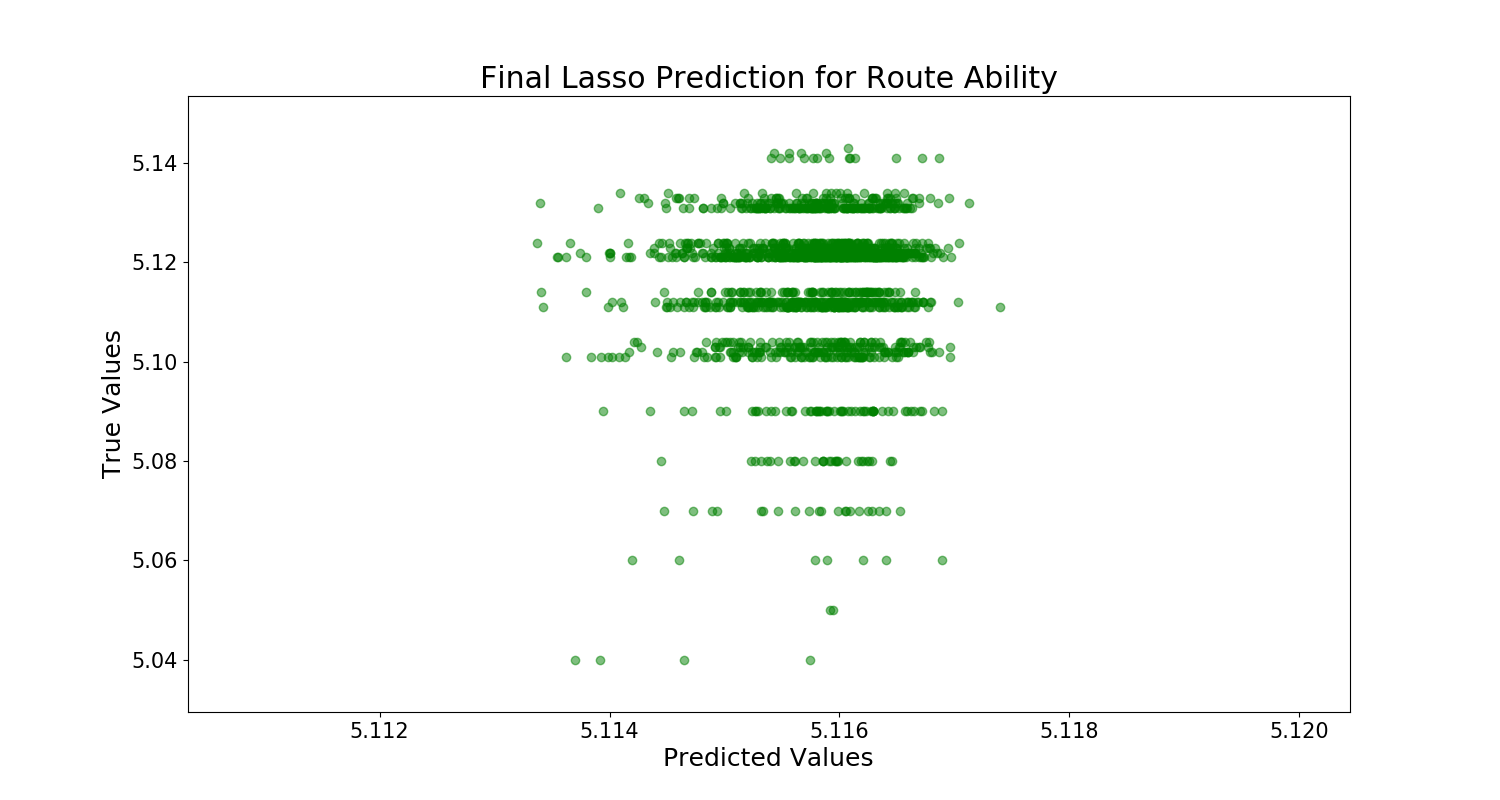 Final Lasso Prediction for Route Ability
5.14
5.12
5.10
5.08
5.06
5.04
True Values
5.112 5.114 5.116 5.118 5.120
Predicted Values